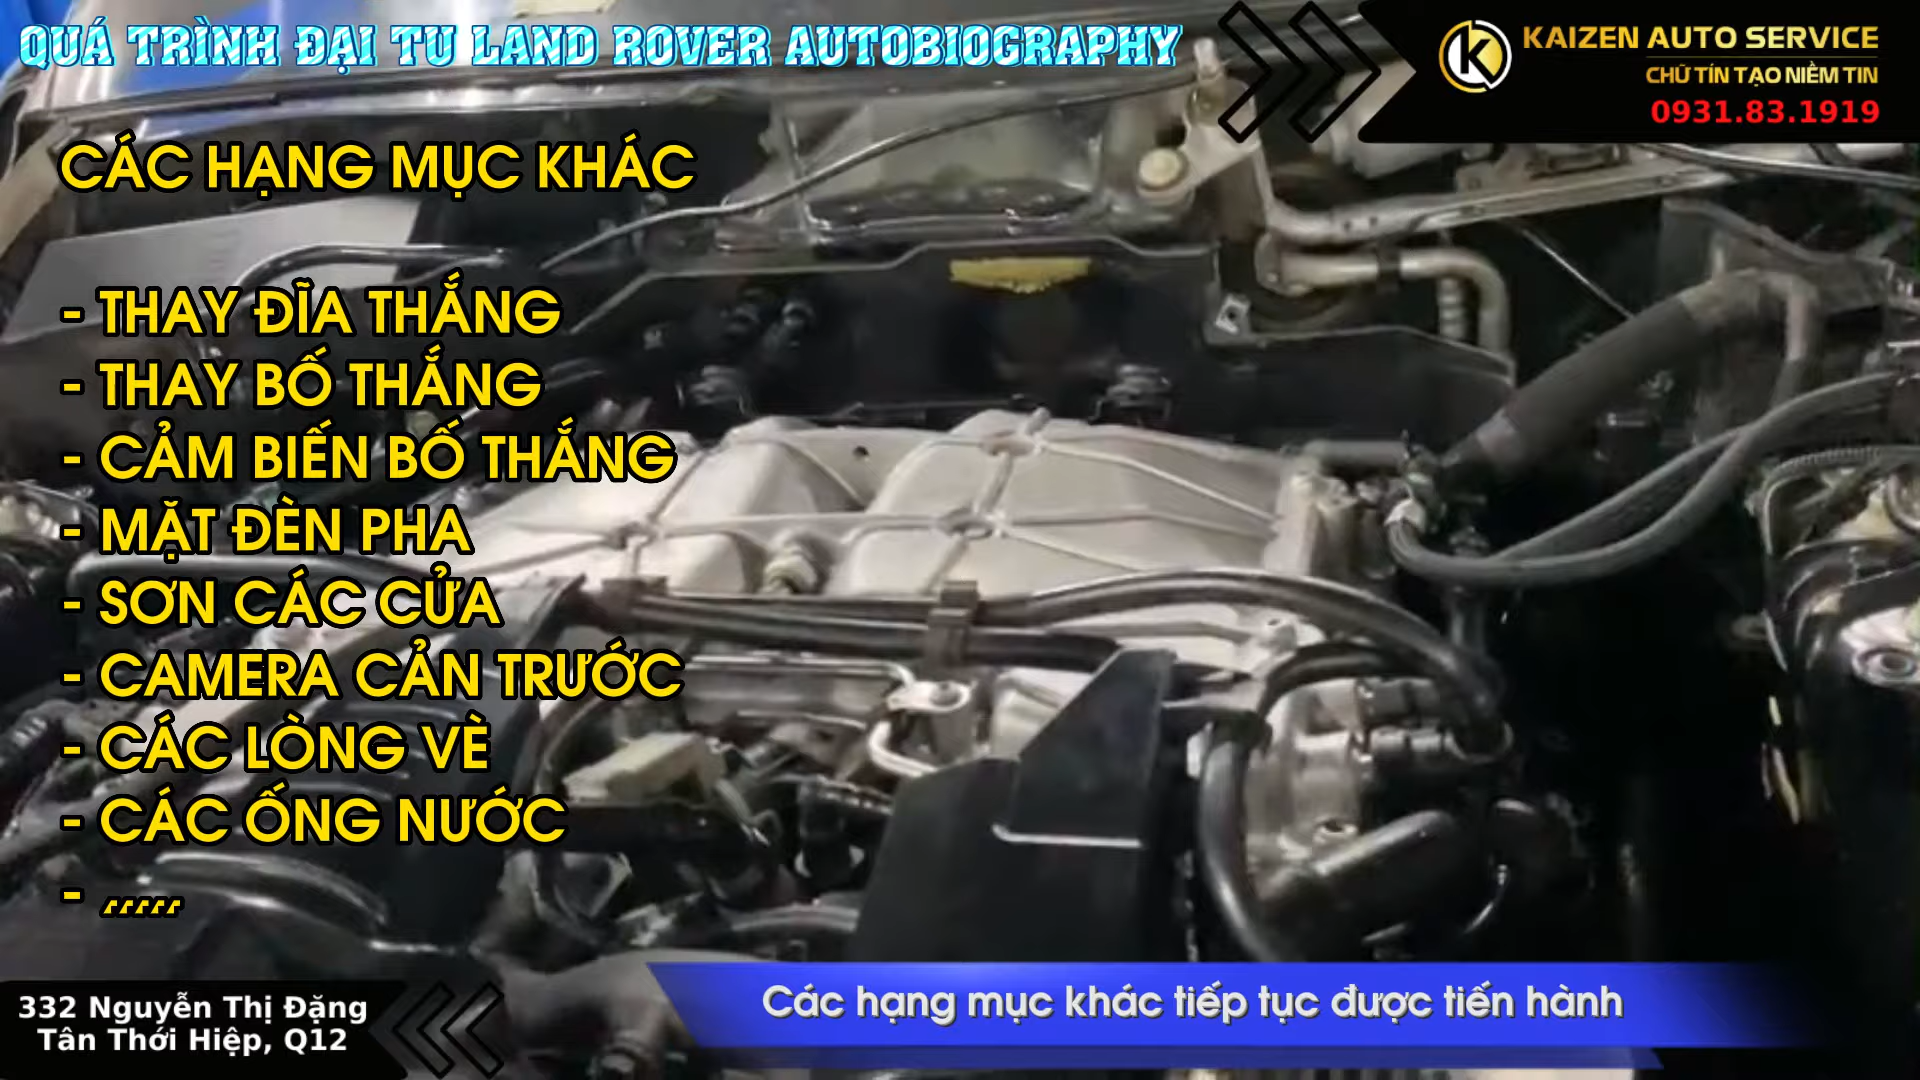 QUÁ TRÌNH ĐẠI TU LAND ROVER AUTOBIOGRAPHY
KAIZEN AUTO SERVICE
CHỮ TÍN TẠO NIỀM TIN
0931.83.1919
CÁC HẠNG MỤC KHÁC
- THAY ĐĨA THẮNG
- THAY BỐ THẮNG
- CẢM BIẾN BỐ THẮNG
- MẶT ĐÈN PHA
- SƠN CÁC CỬA
- CAMERA CẢN TRƯỚC
- CÁC LÒNG VÈ
- CÁC ỐNG NƯỚC
- .....
332 Nguyễn Thị Đặng
Tân Thới Hiệp, Q12
Các hạng mục khác tiếp tục được tiến hành